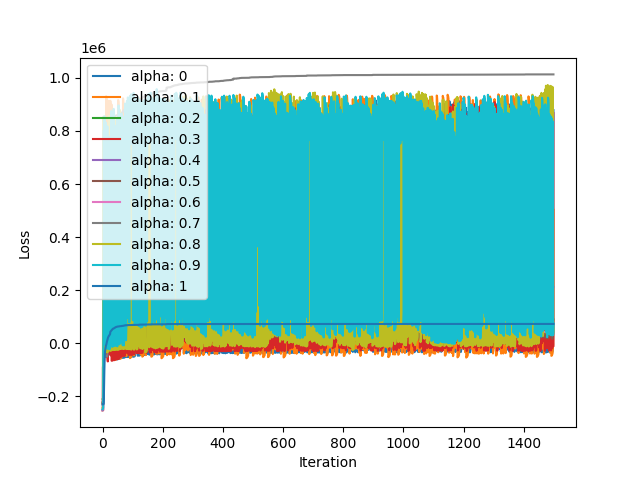 1e6
1.0
0.8
0.6
0.4
0.2
0.0
−0.2
Loss
alpha: 0
alpha: 0.1
alpha: 0.2
alpha: 0.3
alpha: 0.4
alpha: 0.5
alpha: 0.6
alpha: 0.7
alpha: 0.8
alpha: 0.9
alpha: 1
0 200 400 600 800 1000 1200 1400
Iteration